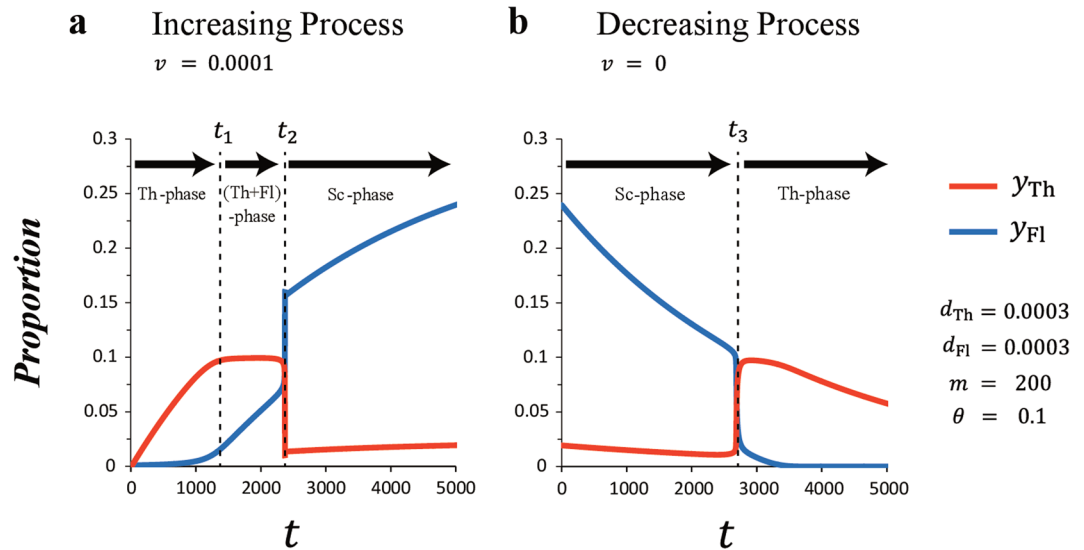 a Increasing Process
v = 0.0001
b Decreasing Process
v = 0
Proportion
0.3
0.25
0.2
0.15
0.1
0.05
0
t₁ t₂
Th-phase
(Th+Fl)
-phase
Sc-phase
0 1000 2000 3000 4000 5000
t
0.3
0.25
0.2
0.15
0.1
0.05
0
t₃
Sc-phase Th-phase
0 1000 2000 3000 4000 5000
t
yTh
yFl
dTh = 0.0003
dFl = 0.0003
m = 200
θ = 0.1